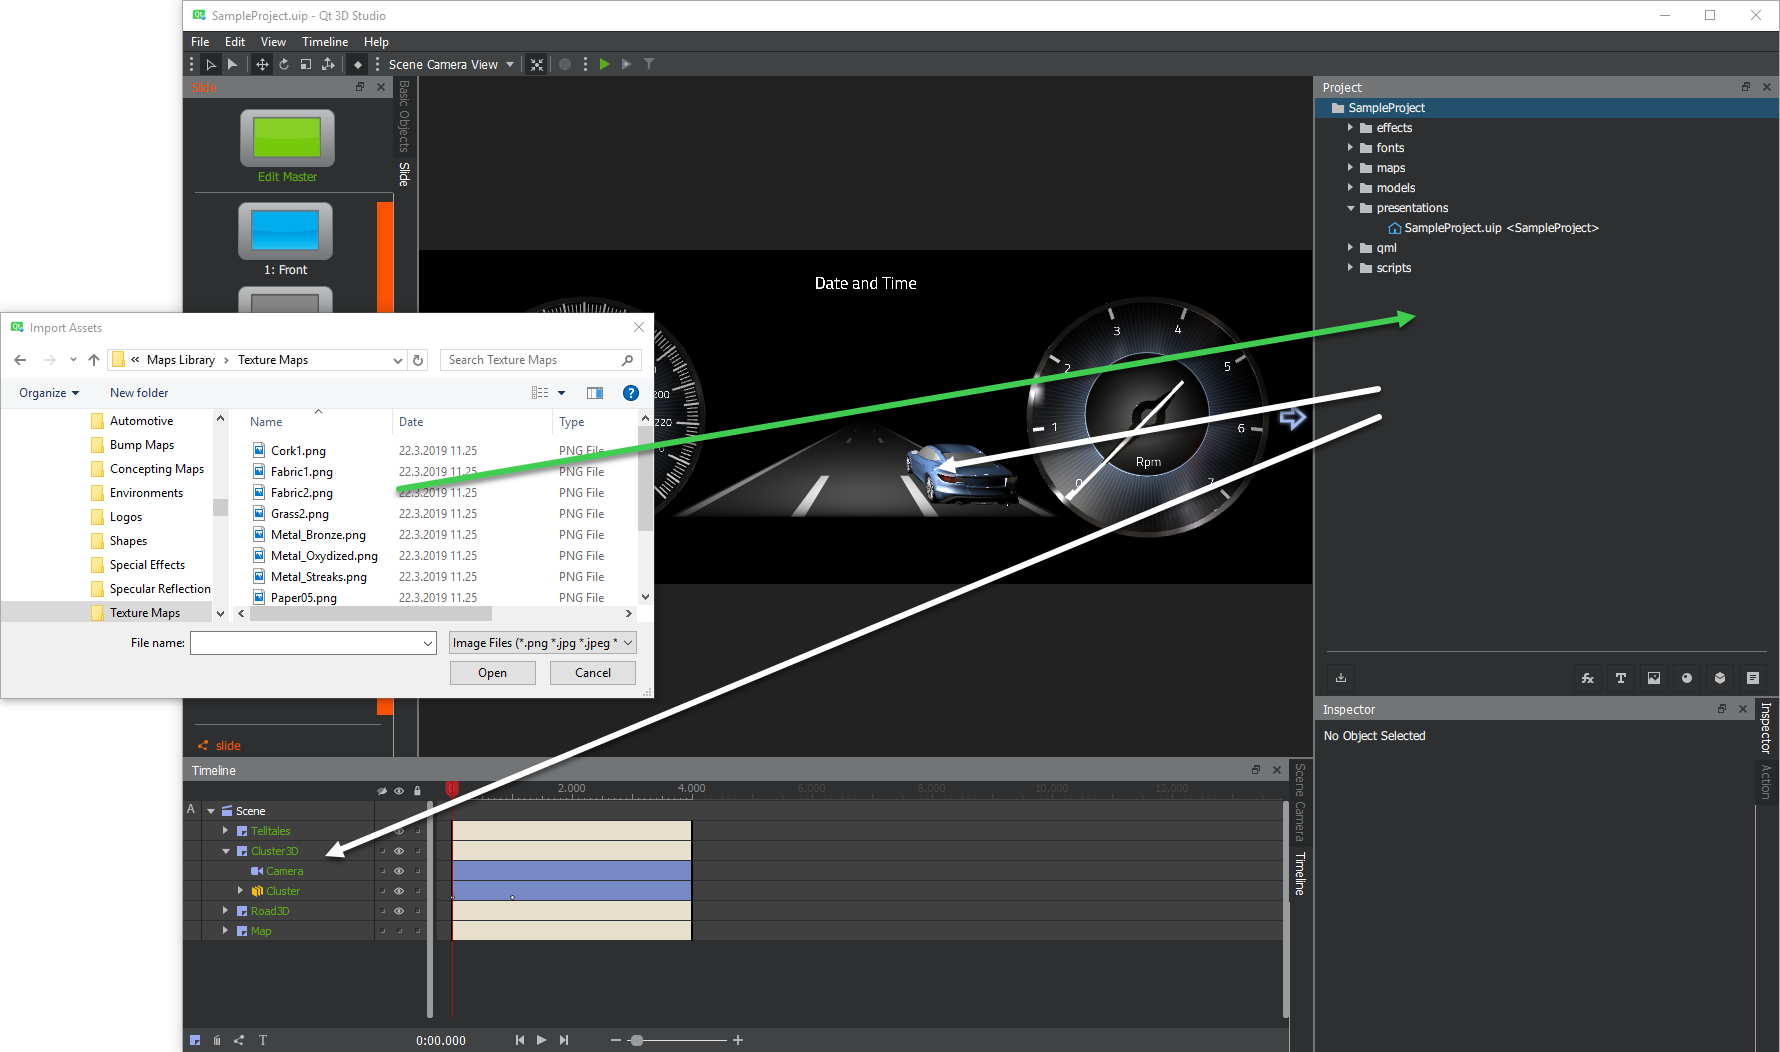 SampleProject.uip - Qt 3D Studio
File Edit View Timeline Help
Scene Camera View
Slide
Basic Objects
Slide
Edit Master
1: Front
slide
Date and Time
200
220
0
0
1
2
3
4
5
6
7
Rpm
Project
SampleProject
effects
fonts
maps
models
presentations
SampleProject.uip <SampleProject>
qml
scripts
fx T
Inspector
No Object Selected
Inspector
Action
Import Assets
« Maps Library › Texture Maps
Search Texture Maps
Organize
New folder
Automotive
Bump Maps
Concepting Maps
Environments
Logos
Shapes
Special Effects
Specular Reflection
Texture Maps
Name Date Type
Cork1.png 22.3.2019 11.25 PNG File
Fabric1.png 22.3.2019 11.25 PNG File
Fabric2.png 22.3.2019 11.25 PNG File
Grass2.png 22.3.2019 11.25 PNG File
Metal_Bronze.png 22.3.2019 11.25 PNG File
Metal_Oxydized.png 22.3.2019 11.25 PNG File
Metal_Streaks.png 22.3.2019 11.25 PNG File
Paper05.png 22.3.2019 11.25 PNG File
File name:
Image Files (*.png *.jpg *.jpeg *
Open Cancel
Timeline
2.000 4.000 6.000 8.000 10.000 12.000
A Scene
Telltales
Cluster3D
Camera
Cluster
Road3D
Map
Scene Camera
Timeline
T
0:00.000